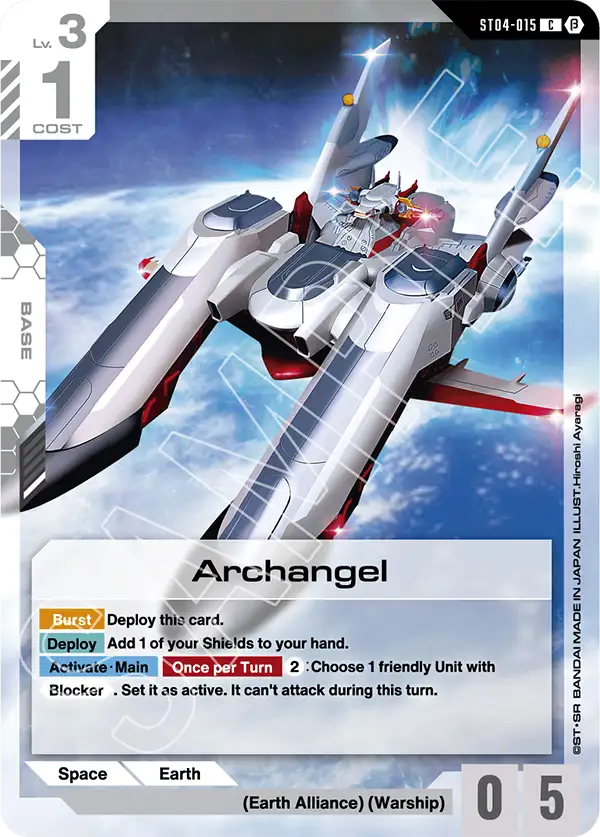 Lv. 3
1
COST
ST04-015 C β
BASE
Archangel
Burst Deploy this card.
Deploy Add 1 of your Shields to your hand.
Activate･Main Once per Turn 2 :Choose 1 friendly Unit with
Blocker . Set it as active. It can't attack during this turn.
Space Earth
(Earth Alliance) (Warship)
0 5
©ST･SR BANDAI MADE IN JAPAN ILLUST.Hiroshi Ayaragi
SAMPLE